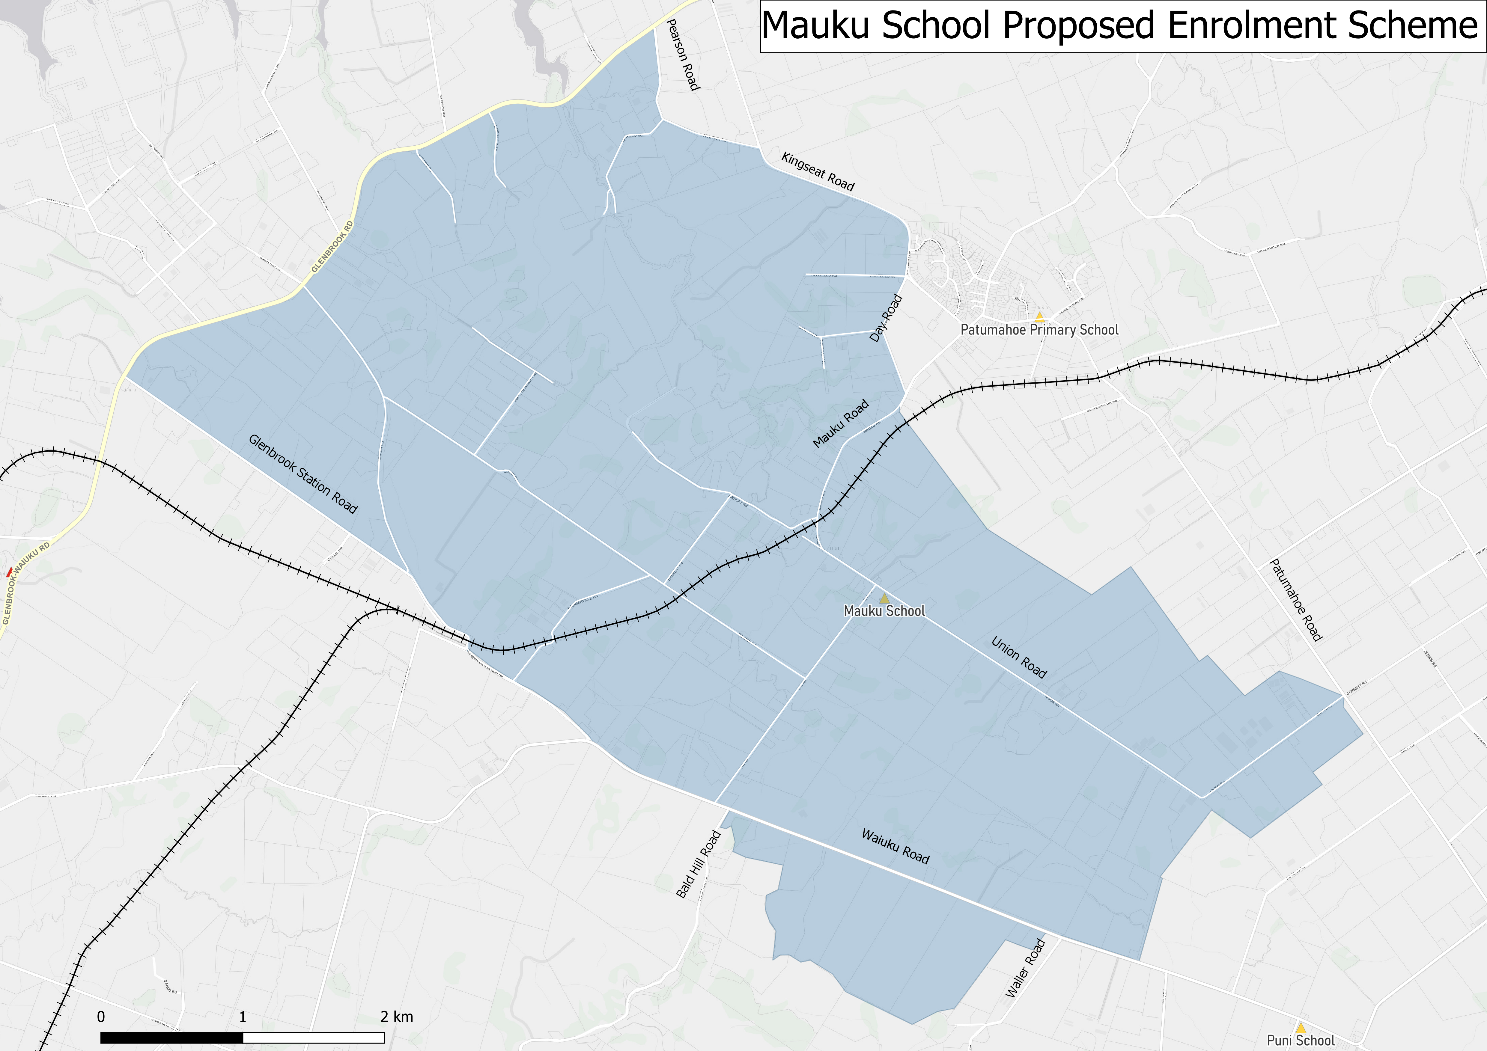 Mauku School Proposed Enrolment Scheme
Pearson Road
Kingseat Road
GLENBROOK RD
Day Road
Patumahoe Primary School
Mauku Road
Glenbrook Station Road
GLENBROOK-WAIUKU RD
Mauku School
Patumahoe Road
Union Road
Waiuku Road
Bald Hill Road
Waller Road
0 1 2 km
Puni School